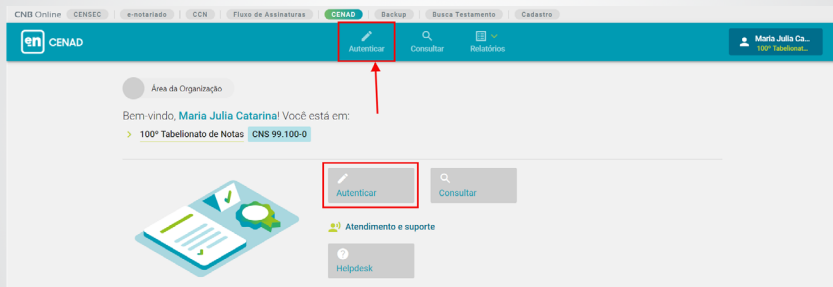 CNB Online CENSEC e-notariado CCN Fluxo de Assinaturas CENAD Backup Busca Testamento Cadastro
en CENAD
Autenticar Consultar Relatórios
Maria Julia Ca...
100º Tabelionat...
Área da Organização
Bem-vindo, Maria Julia Catarina! Você está em:
100º Tabelionato de Notas CNS 99.100-0
Autenticar Consultar
Atendimento e suporte
Helpdesk